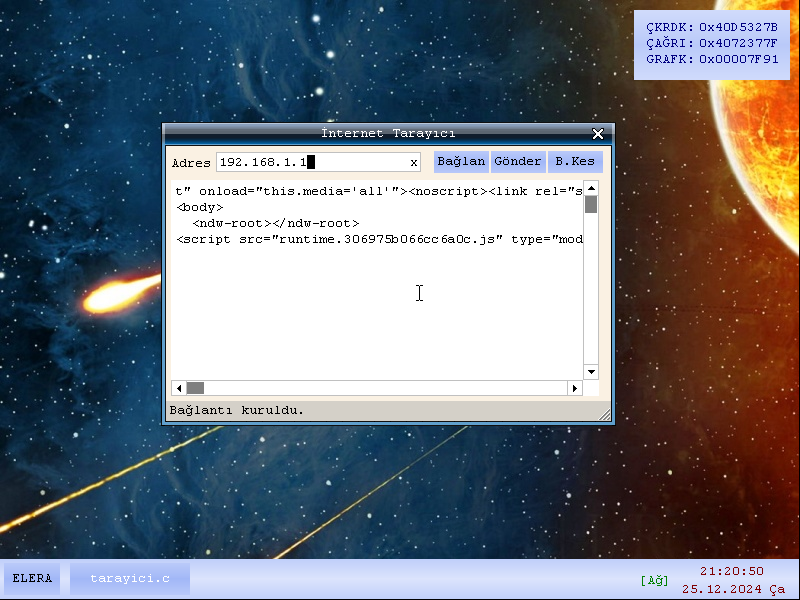 ÇKRDK: 0x40D5327B
ÇAĞRI: 0x4072377F
GRAFK: 0x00007F91
İnternet Tarayıcı
Adres 192.168.1.1 x Bağlan Gönder B.Kes
t" onload="this.media='all'"><noscript><link rel="s
<body>
<ndw-root></ndw-root>
<script src="runtime.306975b066cc6a0c.js" type="mod
Bağlantı kuruldu.
ELERA tarayici.c [Ağ] 21:20:50
25.12.2024 Ça